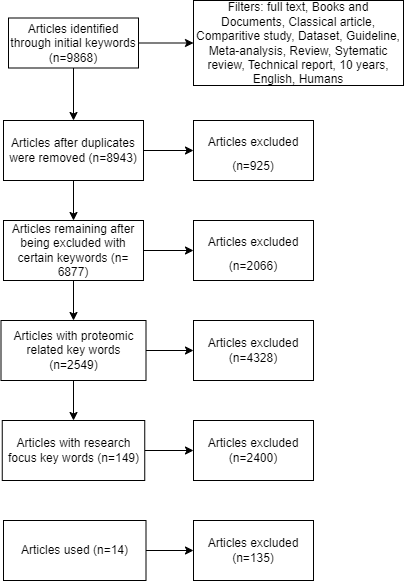 Articles identified
through initial keywords
(n=9868)
Filters: full text, Books and
Documents, Classical article,
Comparitive study, Dataset, Guideline,
Meta-analysis, Review, Sytematic
review, Technical report, 10 years,
English, Humans
Articles after duplicates
were removed (n=8943)
Articles excluded
(n=925)
Articles remaining after
being excluded with
certain keywords (n=
6877)
Articles excluded
(n=2066)
Articles with proteomic
related key words
(n=2549)
Articles excluded
(n=4328)
Articles with research
focus key words (n=149)
Articles excluded
(n=2400)
Articles used (n=14)
Articles excluded
(n=135)